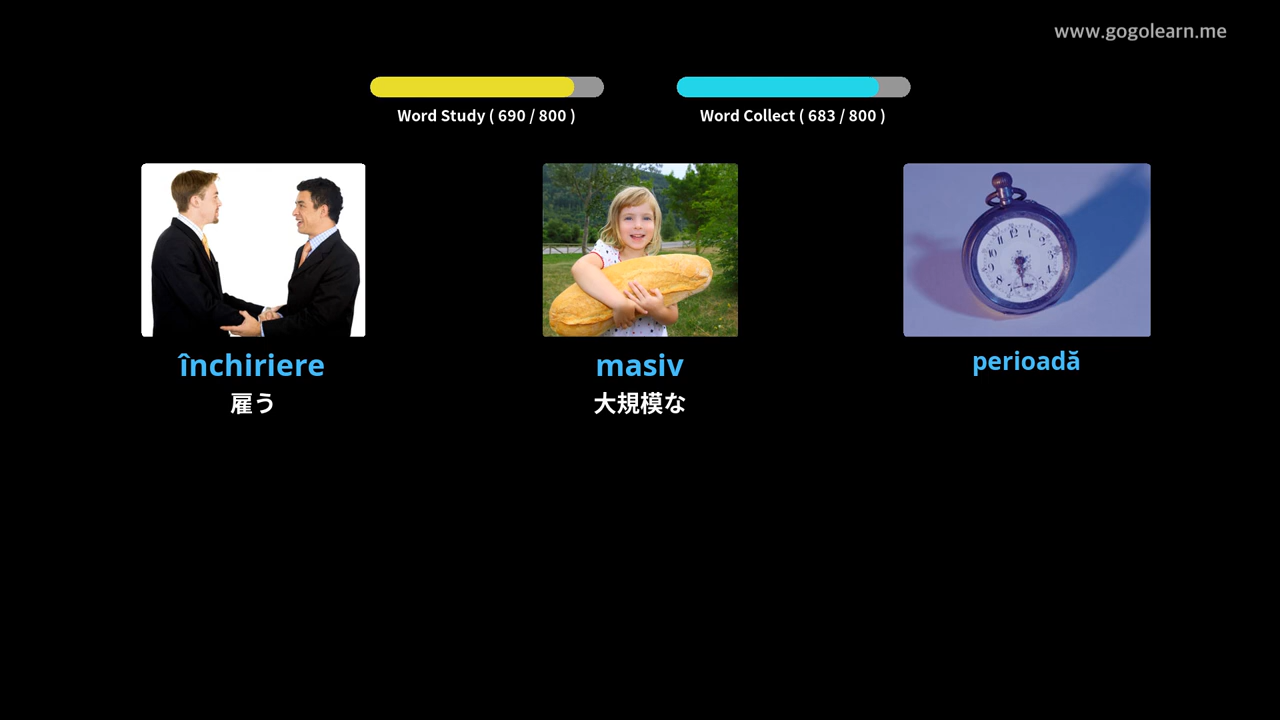 www.gogolearn.me
Word Study ( 690 / 800 )
Word Collect ( 683 / 800 )
închiriere
雇う
masiv
大規模な
perioadă